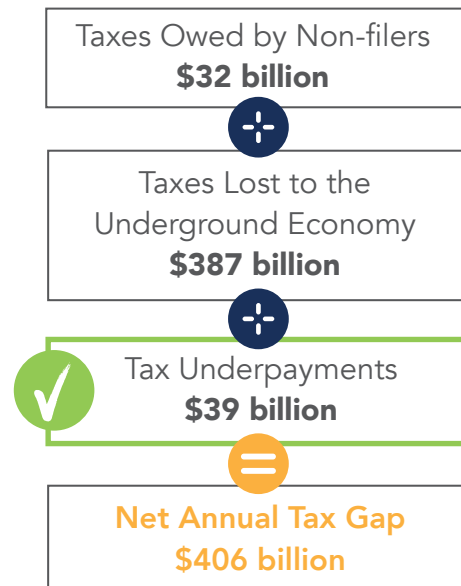 Taxes Owed by Non-filers
$32 billion
+
Taxes Lost to the
Underground Economy
$387 billion
+
Tax Underpayments
$39 billion
=
Net Annual Tax Gap
$406 billion